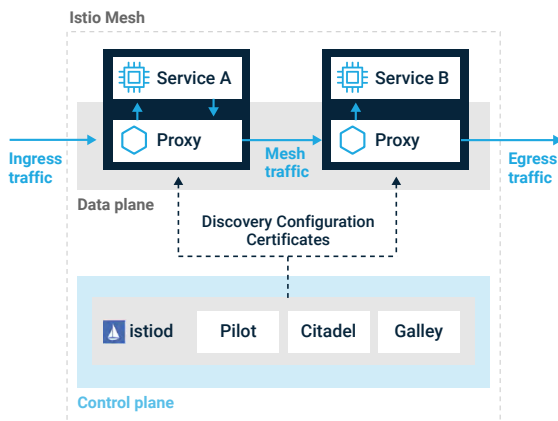 Istio Mesh
Service A
Service B
Proxy
Proxy
Ingress
traffic
Mesh
traffic
Egress
traffic
Data plane
Discovery Configuration
Certificates
istiod
Pilot
Citadel
Galley
Control plane